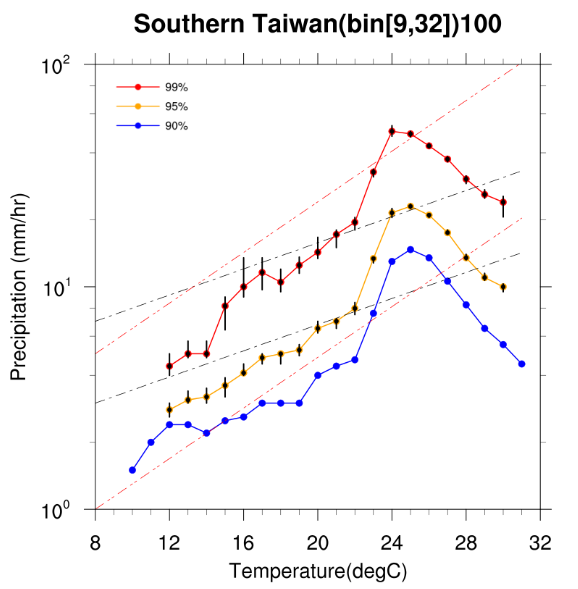 Southern Taiwan(bin[9,32])100
99%
95%
90%
10²
10¹
10⁰
Precipitation (mm/hr)
8 12 16 20 24 28 32
Temperature(degC)